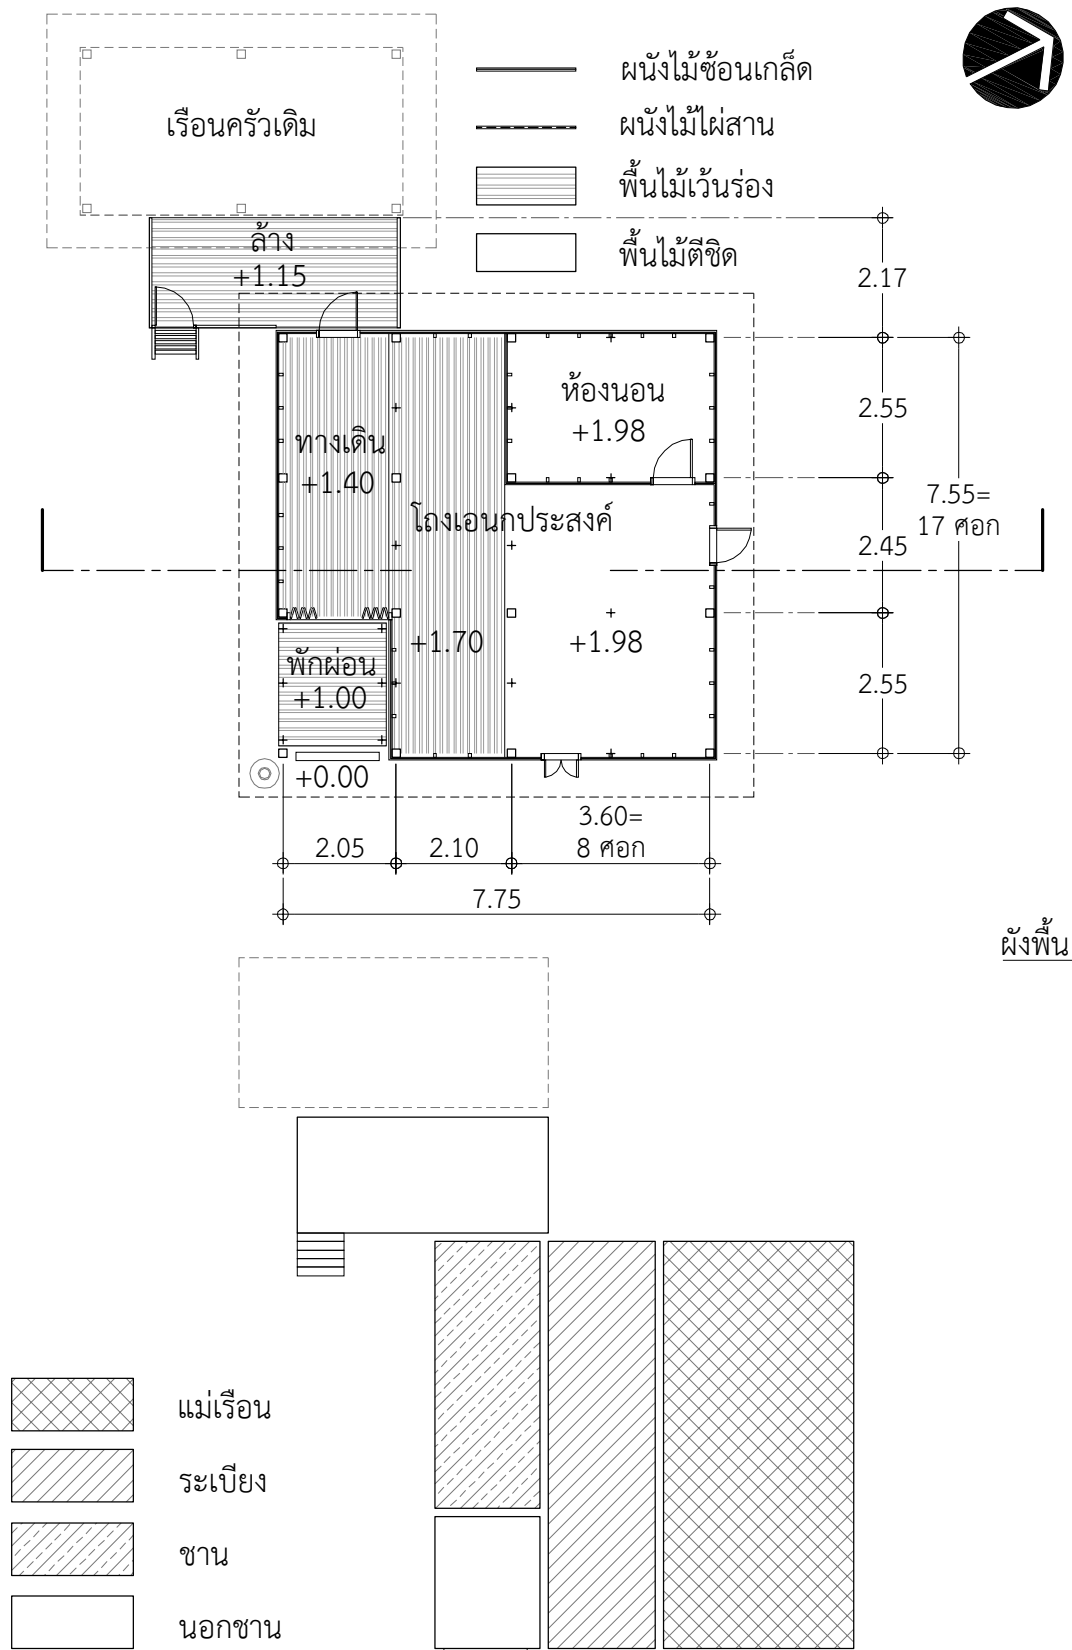 เรือนครัวเดิม
ผนังไม้ซ้อนเกล็ด
ผนังไม้ไผ่สาน
พื้นไม้เว้นร่อง
พื้นไม้ตีชิด
ล้าง
+1.15
2.17
ห้องนอน
+1.98
2.55
ทางเดิน
+1.40
โถงเอนกประสงค์
7.55=
17 ศอก
2.45
+1.70
+1.98
พักผ่อน
+1.00
2.55
+0.00
3.60=
8 ศอก
2.05
2.10
7.75
ผังพื้น
แม่เรือน
ระเบียง
ชาน
นอกชาน